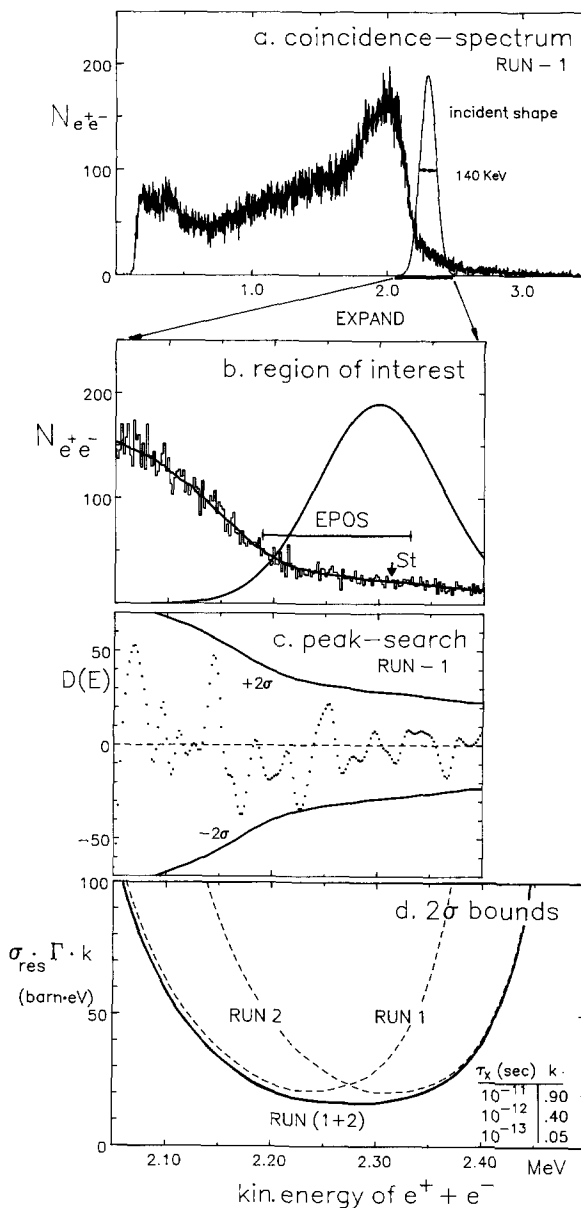 a. coincidence-spectrum
RUN - 1
200
N e+e-
incident shape
100
140 KeV
0
1.0
2.0
3.0
EXPAND
b. region of interest
200
N e+e-
100
EPOS
St
c. peak-search
RUN - 1
50
D(E)
+2σ
0
-2σ
-50
100
d. 2σ bounds
σres · Γ · k
(barn·eV)
50
RUN 2
RUN 1
τX (sec) k
10^-11 .90
10^-12 .40
10^-13 .05
RUN (1+2)
0
2.10
2.20
2.30
2.40
MeV
kin. energy of e+ + e-